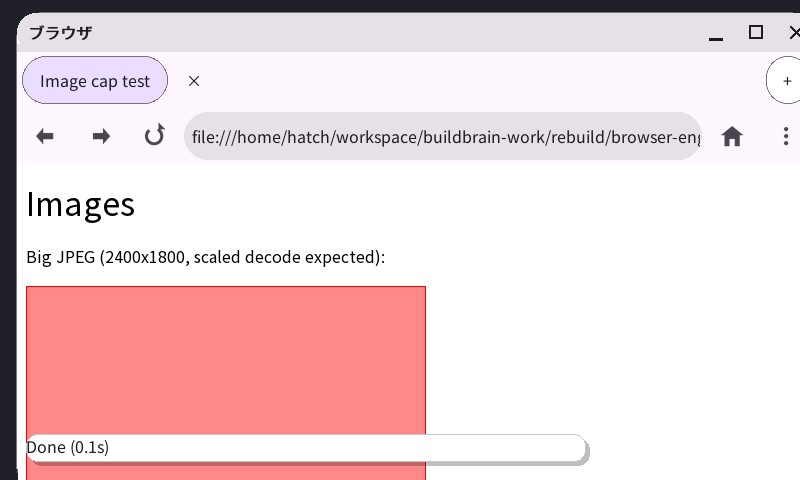 ブラウザ
Image cap test
+
file:///home/hatch/workspace/buildbrain-work/rebuild/browser-eng
Images
Big JPEG (2400x1800, scaled decode expected):
Done (0.1s)